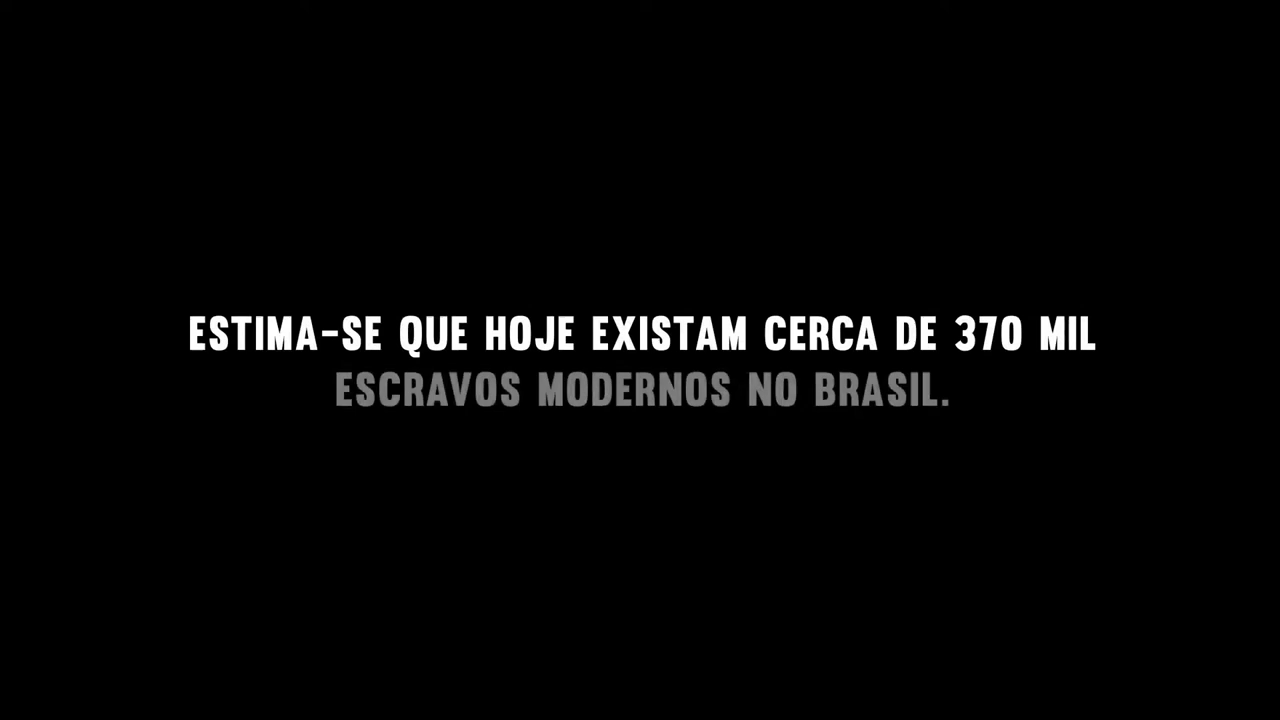 ESTIMA-SE QUE HOJE EXISTAM CERCA DE 370 MIL
ESCRAVOS MODERNOS NO BRASIL.